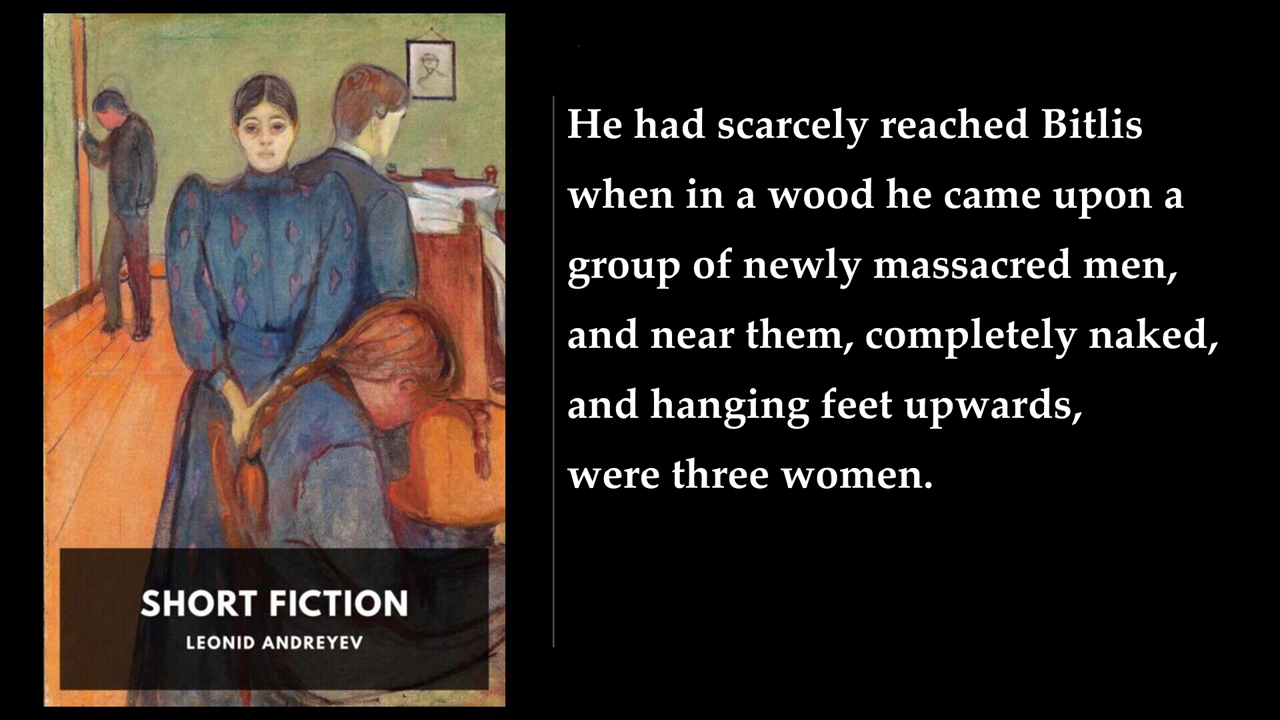 He had scarcely reached Bitlis
when in a wood he came upon a
group of newly massacred men,
and near them, completely naked,
and hanging feet upwards,
were three women.
SHORT FICTION
LEONID ANDREYEV